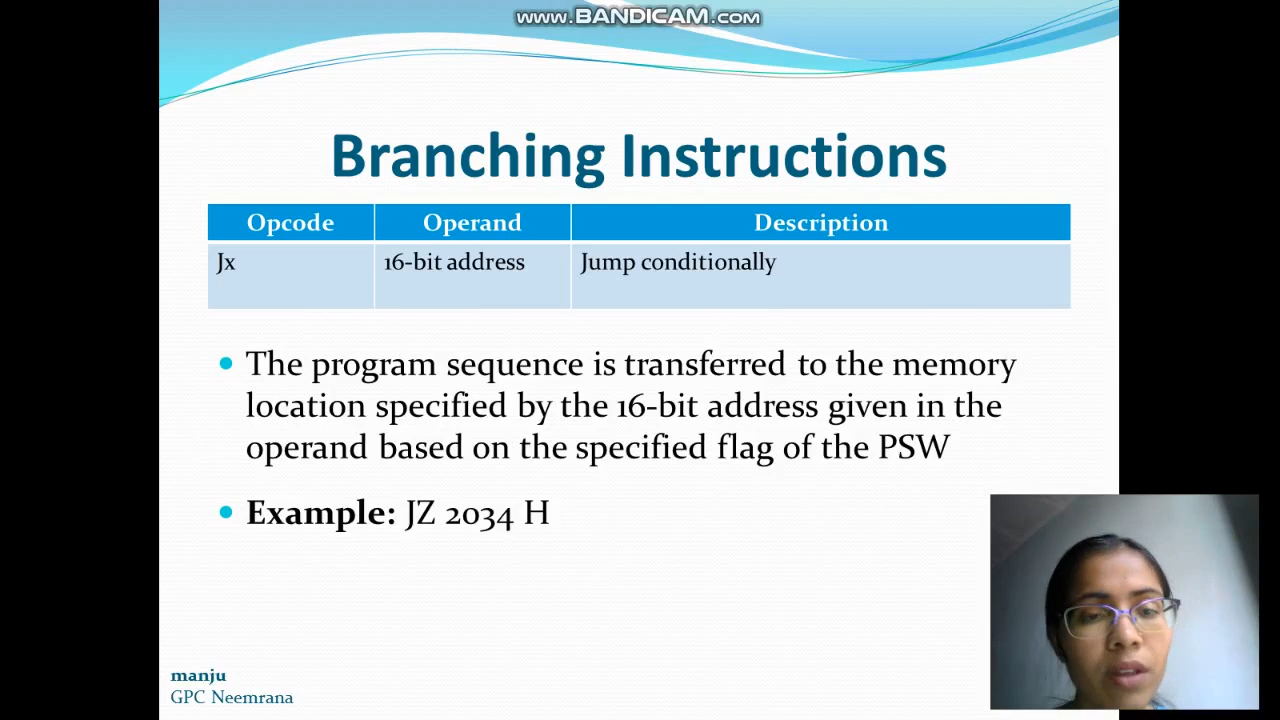 www.BANDICAM.com
Branching Instructions
Opcode Operand Description
Jx 16-bit address Jump conditionally
• The program sequence is transferred to the memory
location specified by the 16-bit address given in the
operand based on the specified flag of the PSW
• Example: JZ 2034 H
manju
GPC Neemrana